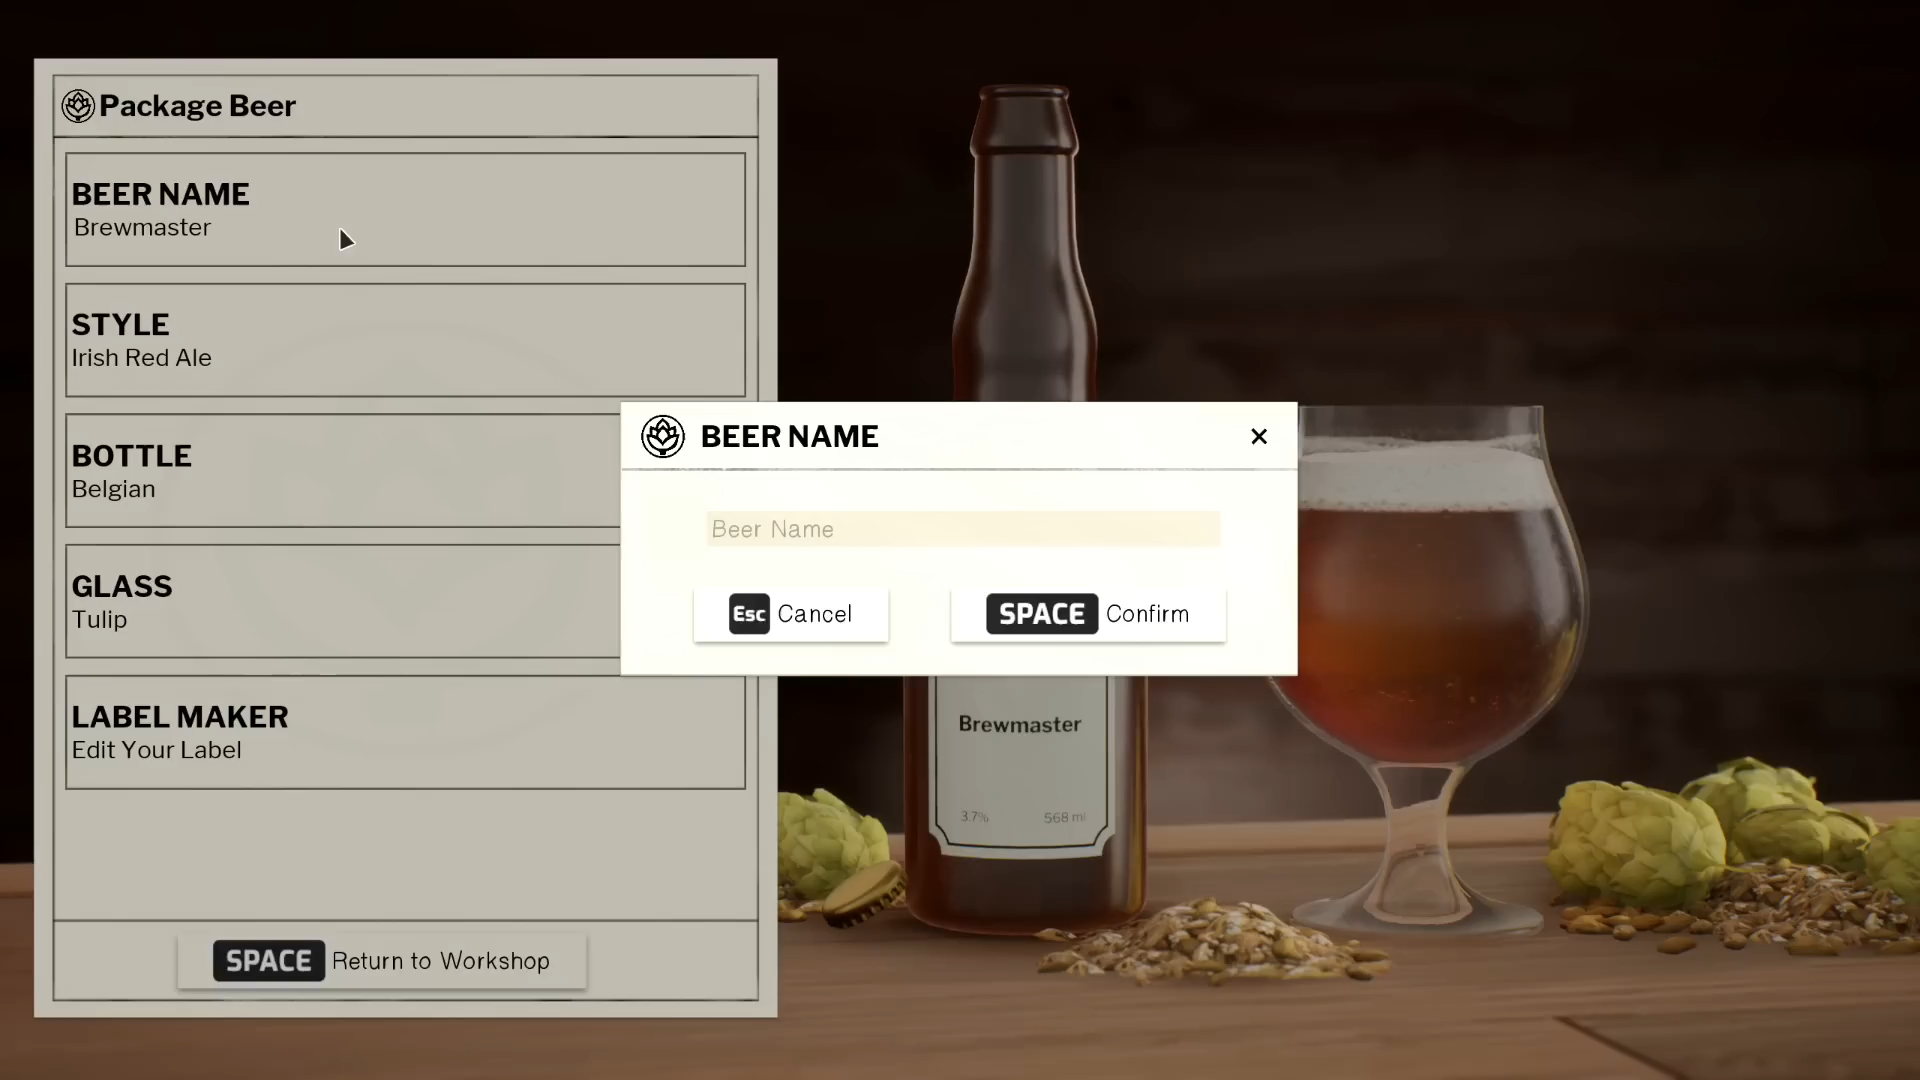 Package Beer
BEER NAME
Brewmaster
STYLE
Irish Red Ale
BOTTLE
Belgian
GLASS
Tulip
LABEL MAKER
Edit Your Label
SPACE Return to Workshop
BEER NAME
Beer Name
Esc Cancel
SPACE Confirm
Brewmaster
3.7% 568 ml